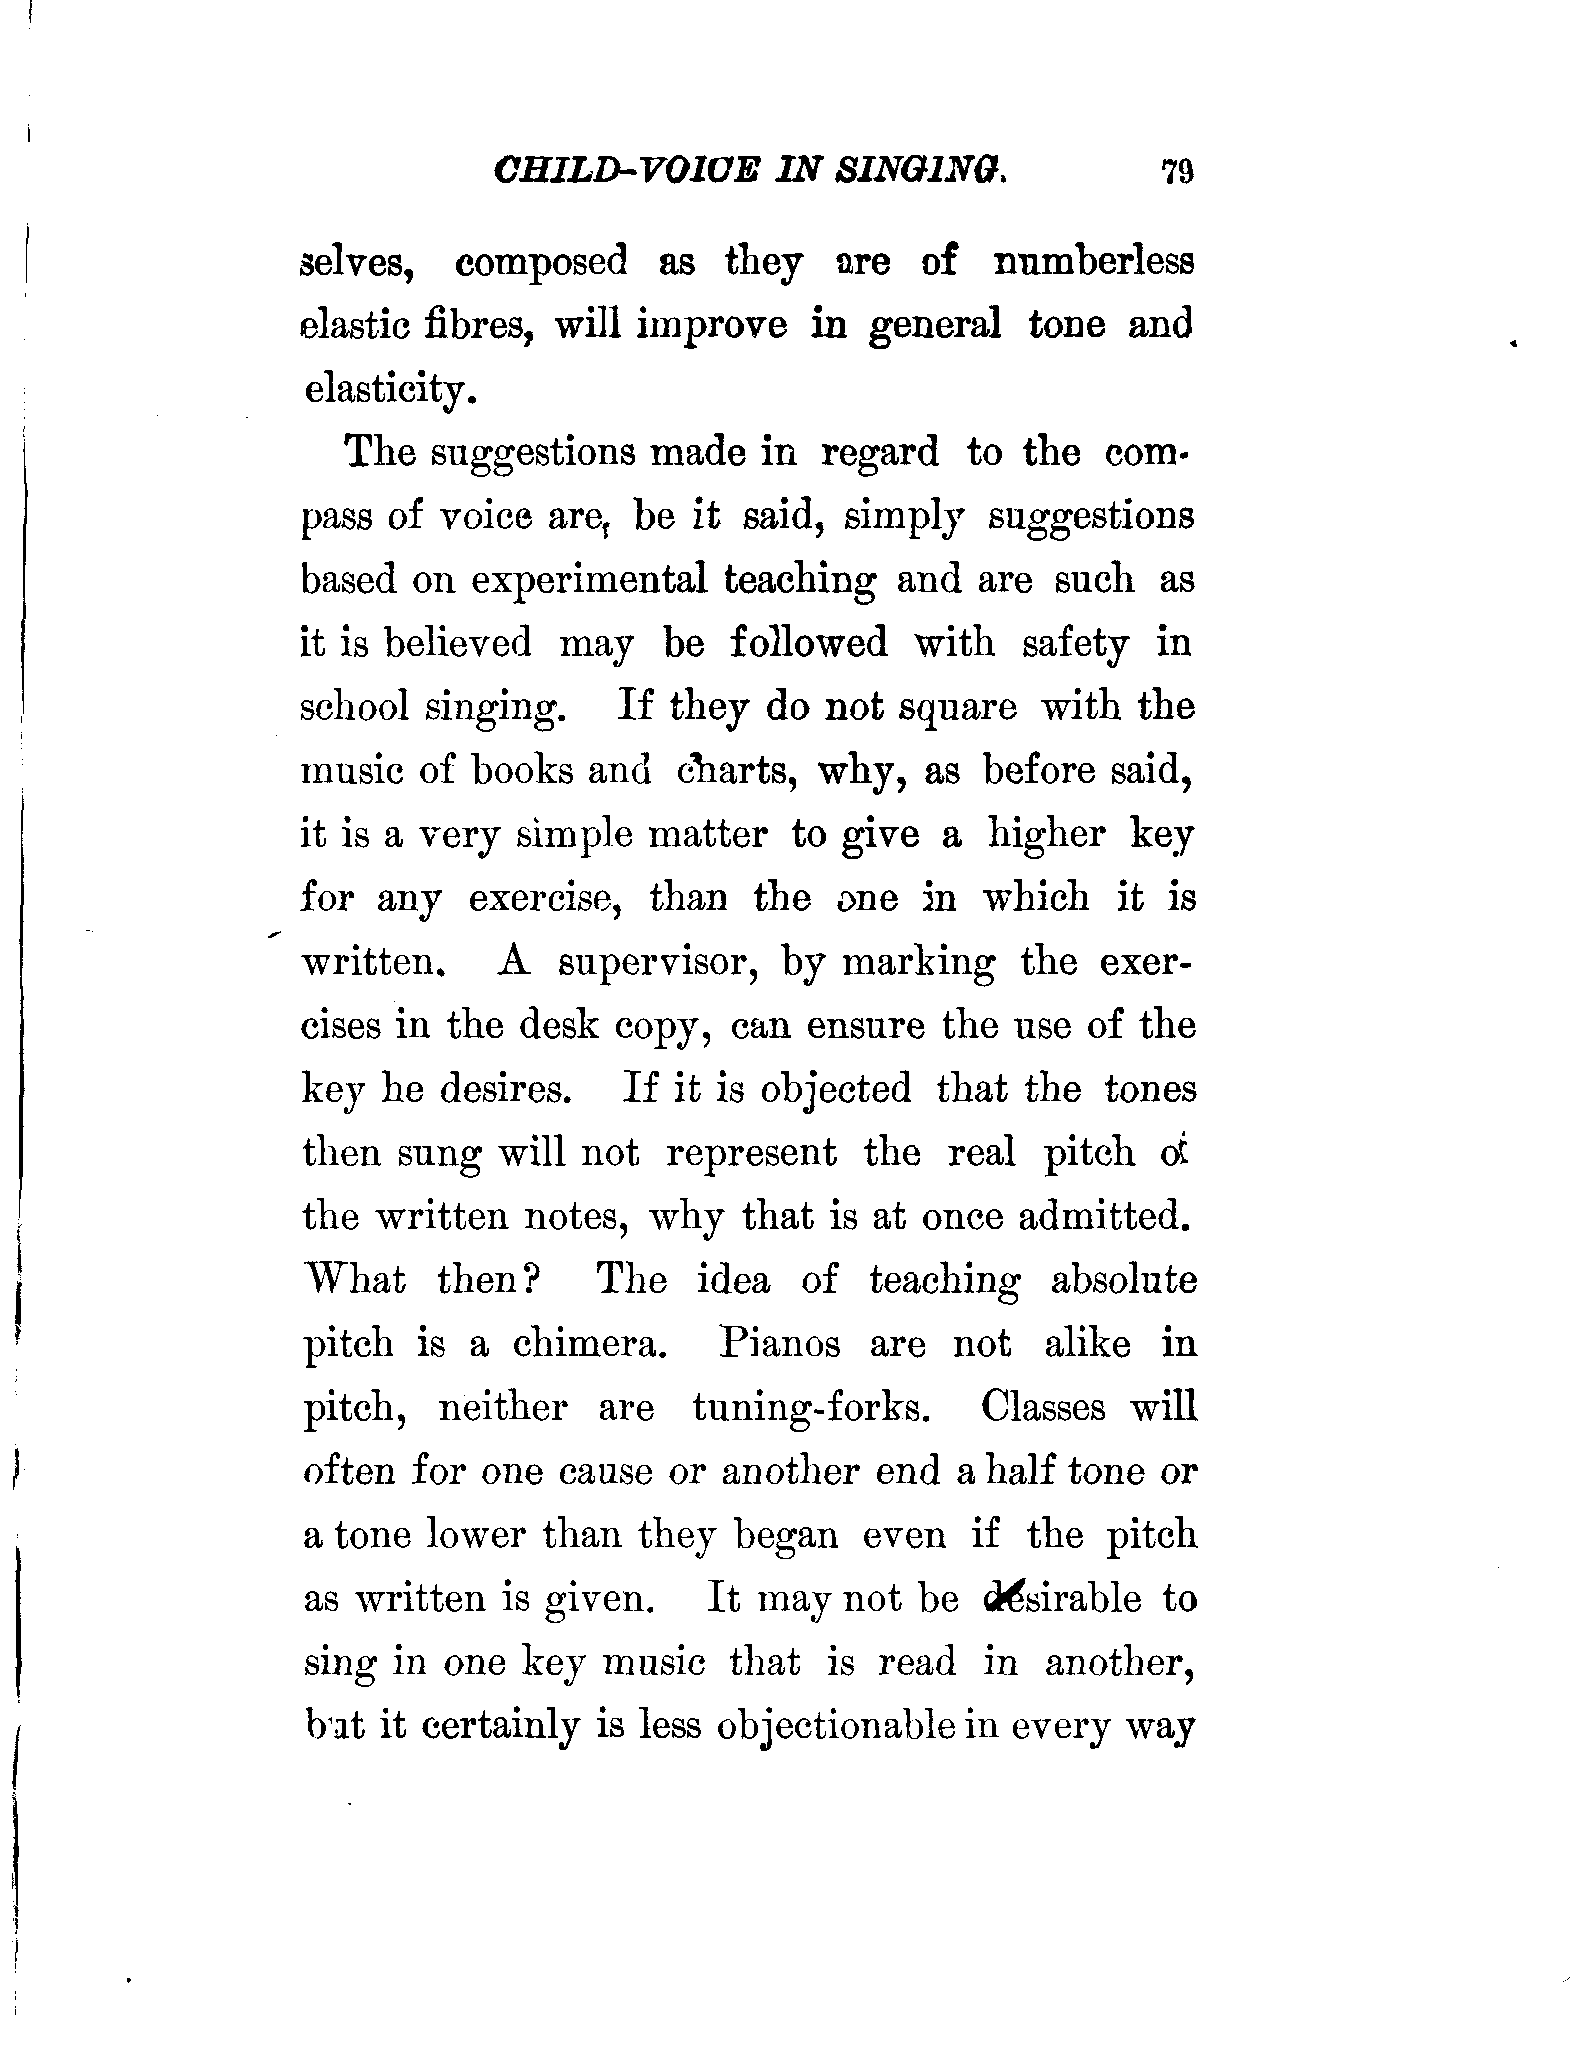 CHILD-VOICE IN SINGING. 79
selves, composed as they are of numberless
elastic fibres, will improve in general tone and
elasticity.
The suggestions made in regard to the com-
pass of voice are, be it said, simply suggestions
based on experimental teaching and are such as
it is believed may be followed with safety in
school singing. If they do not square with the
music of books and charts, why, as before said,
it is a very simple matter to give a higher key
for any exercise, than the one in which it is
written. A supervisor, by marking the exer-
cises in the desk copy, can ensure the use of the
key he desires. If it is objected that the tones
then sung will not represent the real pitch of
the written notes, why that is at once admitted.
What then? The idea of teaching absolute
pitch is a chimera. Pianos are not alike in
pitch, neither are tuning-forks. Classes will
often for one cause or another end a half tone or
a tone lower than they began even if the pitch
as written is given. It may not be desirable to
sing in one key music that is read in another,
but it certainly is less objectionable in every way